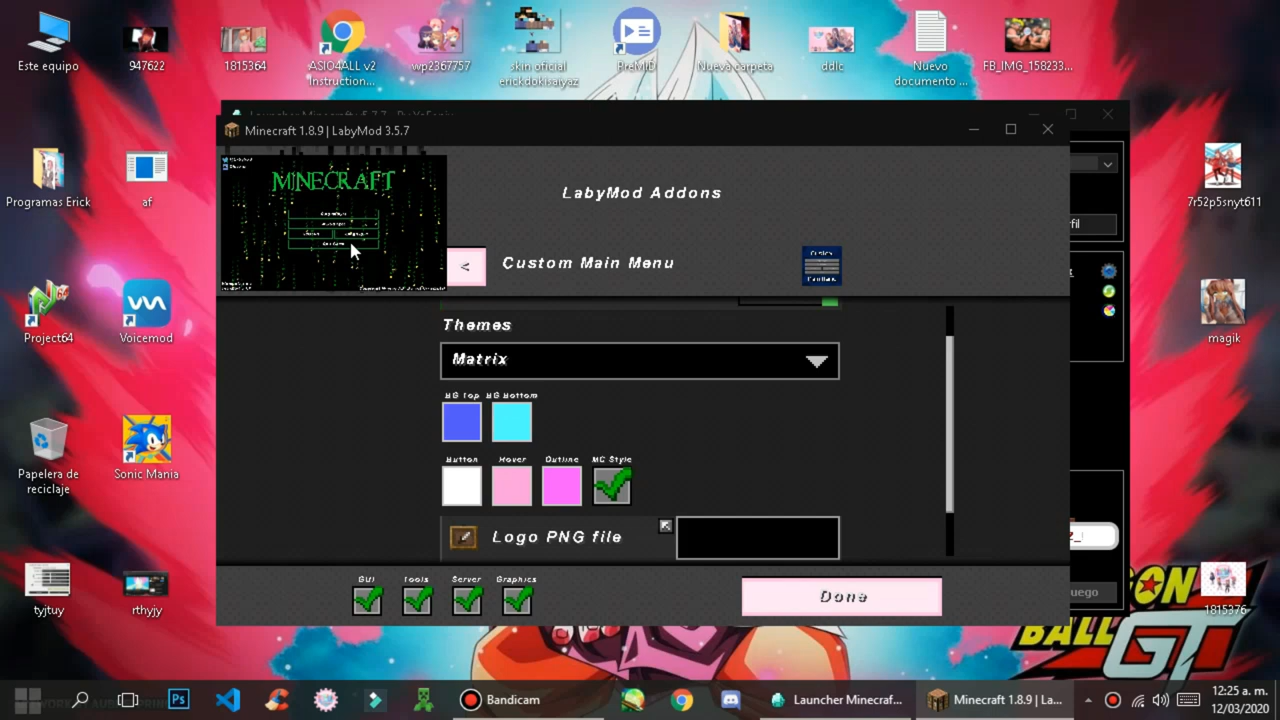 Este equipo
947622
1815364
ASIO4ALL v2
Instruction...
wp2367757
skin oficial
erickdokisaiyaz
PreMiD
Nueva carpeta
ddlc
Nuevo
documento ...
FB_IMG_158233...
Minecraft 1.8.9 | LabyMod 3.5.7
MINECRAFT
LabyMod Addons
<
Custom Main Menu
Themes
Matrix
BG Top BG Bottom
Button Hover Outline MC Style
Logo PNG file
GUI Tools Server Graphics
Done
Programas Erick
af
Project64
Voicemod
Papelera de
reciclaje
Sonic Mania
tyjtuy
rthyjy
7r52p5snyt611
magik
1815376
BALL GT
Ps
Bandicam
Launcher Minecraf...
Minecraft 1.8.9 | La...
12:25 a. m.
12/03/2020